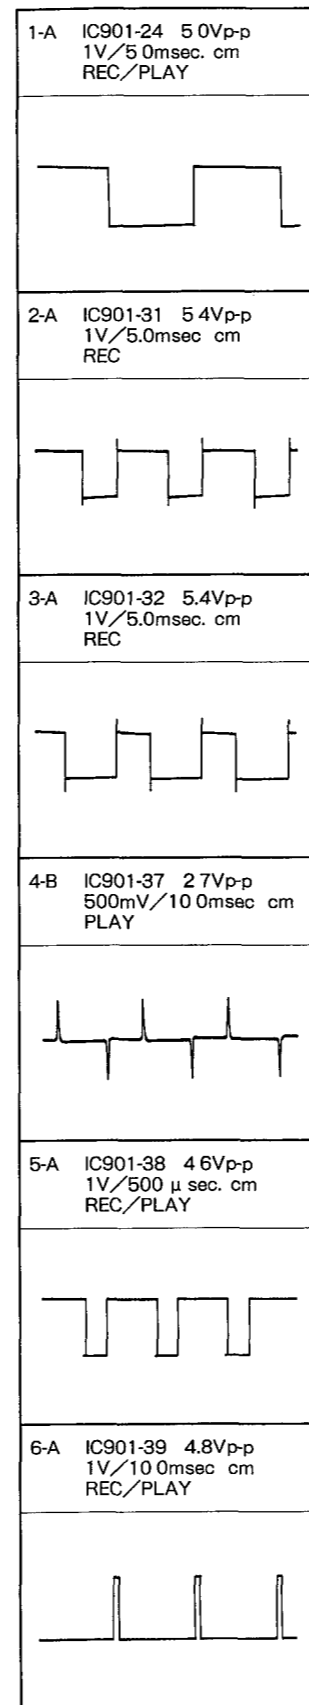 1-A IC901-24 5 0Vp-p
1V/5 0msec. cm
REC/PLAY
2-A IC901-31 5 4Vp-p
1V/5.0msec cm
REC
3-A IC901-32 5.4Vp-p
1V/5.0msec. cm
REC
4-B IC901-37 2 7Vp-p
500mV/10 0msec cm
PLAY
5-A IC901-38 4 6Vp-p
1V/500 μ sec. cm
REC/PLAY
6-A IC901-39 4.8Vp-p
1V/10 0msec cm
REC/PLAY